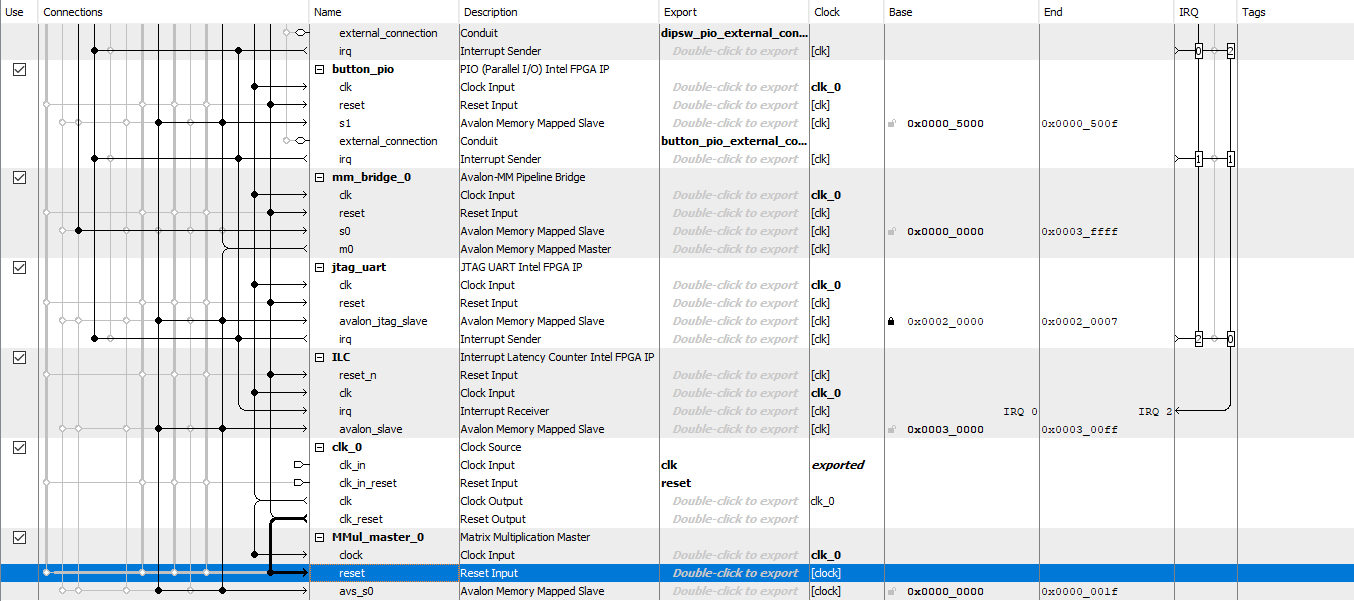 Use Connections Name Description Export Clock Base End IRQ Tags
external_connection Conduit dipsw_pio_external_con...
irq Interrupt Sender Double-click to export [clk] 0 2
button_pio PIO (Parallel I/O) Intel FPGA IP
clk Clock Input Double-click to export clk_0
reset Reset Input Double-click to export [clk]
s1 Avalon Memory Mapped Slave Double-click to export [clk] 0x0000_5000 0x0000_500f
external_connection Conduit button_pio_external_co...
irq Interrupt Sender Double-click to export [clk] 1 1
mm_bridge_0 Avalon-MM Pipeline Bridge
clk Clock Input Double-click to export clk_0
reset Reset Input Double-click to export [clk]
s0 Avalon Memory Mapped Slave Double-click to export [clk] 0x0000_0000 0x0003_ffff
m0 Avalon Memory Mapped Master Double-click to export [clk]
jtag_uart JTAG UART Intel FPGA IP
clk Clock Input Double-click to export clk_0
reset Reset Input Double-click to export [clk]
avalon_jtag_slave Avalon Memory Mapped Slave Double-click to export [clk] 0x0002_0000 0x0002_0007
irq Interrupt Sender Double-click to export [clk] 2 0
ILC Interrupt Latency Counter Intel FPGA IP
reset_n Reset Input Double-click to export [clk]
clk Clock Input Double-click to export clk_0
irq Interrupt Receiver Double-click to export [clk] IRQ 0 IRQ 2
avalon_slave Avalon Memory Mapped Slave Double-click to export [clk] 0x0003_0000 0x0003_00ff
clk_0 Clock Source
clk_in Clock Input clk exported
clk_in_reset Reset Input reset
clk Clock Output Double-click to export clk_0
clk_reset Reset Output Double-click to export
MMul_master_0 Matrix Multiplication Master
clock Clock Input Double-click to export clk_0
reset Reset Input Double-click to export [clock]
avs_s0 Avalon Memory Mapped Slave Double-click to export [clock] 0x0000_0000 0x0000_001f